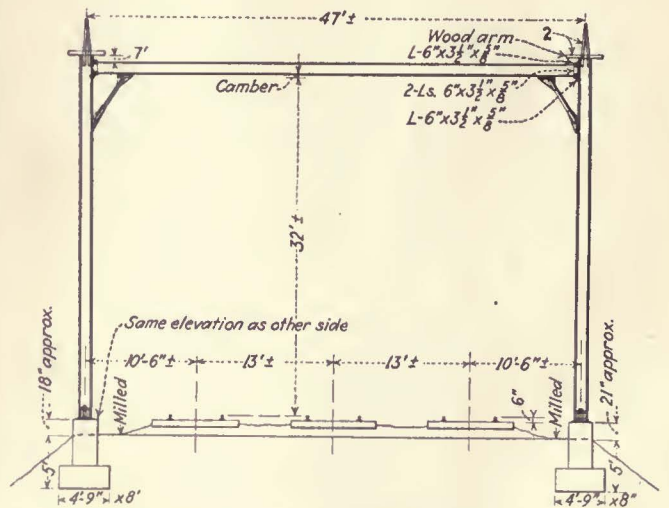 47'±
7'
Wood arm
2
L-6"x3½"x⅝"
Camber
2-Ls. 6"x3½"x⅝"
L-6"x3½"x⅝"
32'±
Same elevation as other side
18" approx.
10'-6"±
13'±
13'±
10'-6"±
21" approx.
Milled
6"
Milled
5'
5'
4'-9" x8'
4'-9" x8"